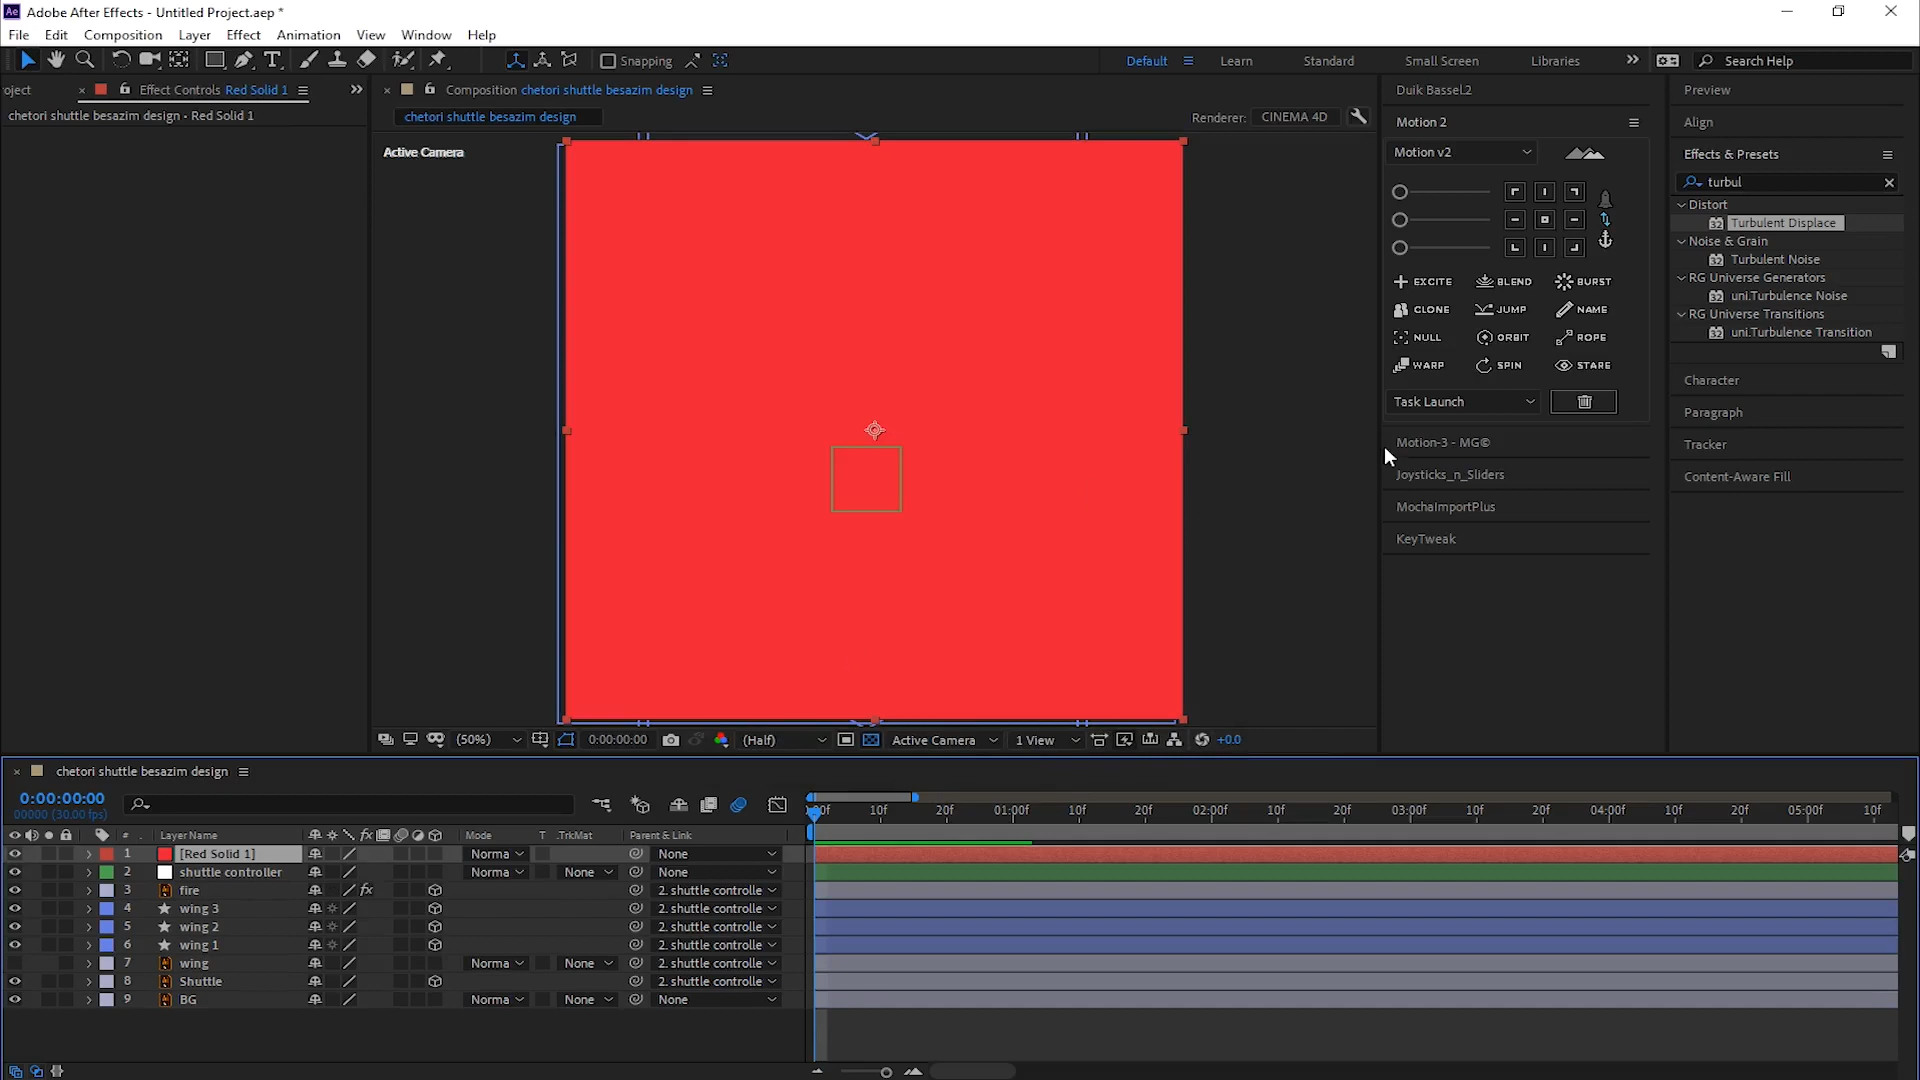 Adobe After Effects - Untitled Project.aep *
File Edit Composition Layer Effect Animation View Window Help
Snapping Default Learn Standard Small Screen Libraries Search Help
oject Effect Controls Red Solid 1
chetori shuttle besazim design • Red Solid 1
Composition chetori shuttle besazim design
chetori shuttle besazim design
Renderer: CINEMA 4D
Active Camera
Duik Bassel.2
Motion 2
Motion v2
EXCITE BLEND BURST
CLONE JUMP NAME
NULL ORBIT ROPE
WARP SPIN STARE
Task Launch
Motion-3 - MG©
Joysticks_n_Sliders
MochaImportPlus
KeyTweak
Preview
Align
Effects & Presets
turbul
Distort
Turbulent Displace
Noise & Grain
Turbulent Noise
RG Universe Generators
uni.Turbulence Noise
RG Universe Transitions
uni.Turbulence Transition
Character
Paragraph
Tracker
Content-Aware Fill
(50%) 0:00:00:00 (Half) Active Camera 1 View +0.0
chetori shuttle besazim design
0:00:00:00
00000 (30.00 fps)
00f 10f 20f 01:00f 10f 20f 02:00f 10f 20f 03:00f 10f 20f 04:00f 10f 20f 05:00f 10f
# Layer Name Mode T .TrkMat Parent & Link
1 [Red Solid 1] Norma None
2 shuttle controller Norma None None
3 fire fx 2. shuttle controlle
4 wing 3 2. shuttle controlle
5 wing 2 2. shuttle controlle
6 wing 1 2. shuttle controlle
7 wing Norma None 2. shuttle controlle
8 Shuttle 2. shuttle controlle
9 BG Norma None None